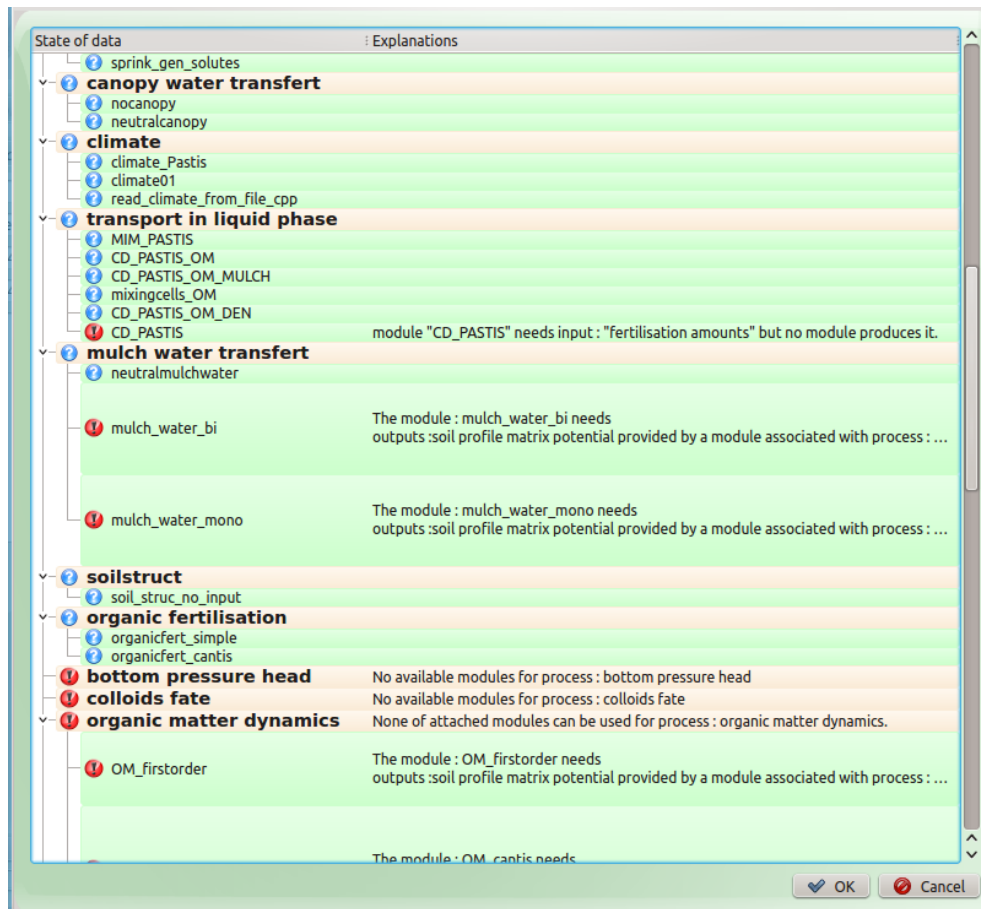 State of data Explanations
sprink_gen_solutes
canopy water transfert
nocanopy
neutralcanopy
climate
climate_Pastis
climate01
read_climate_from_file_cpp
transport in liquid phase
MIM_PASTIS
CD_PASTIS_OM
CD_PASTIS_OM_MULCH
mixingcells_OM
CD_PASTIS_OM_DEN
CD_PASTIS module "CD_PASTIS" needs input : "fertilisation amounts" but no module produces it.
mulch water transfert
neutralmulchwater
mulch_water_bi
The module : mulch_water_bi needs
outputs :soil profile matrix potential provided by a module associated with process : ...
mulch_water_mono
The module : mulch_water_mono needs
outputs :soil profile matrix potential provided by a module associated with process : ...
soilstruct
soil_struc_no_input
organic fertilisation
organicfert_simple
organicfert_cantis
bottom pressure head No available modules for process : bottom pressure head
colloids fate No available modules for process : colloids fate
organic matter dynamics None of attached modules can be used for process : organic matter dynamics.
OM_firstorder
The module : OM_firstorder needs
outputs :soil profile matrix potential provided by a module associated with process : ...
The module : OM_cantis needs
OK Cancel